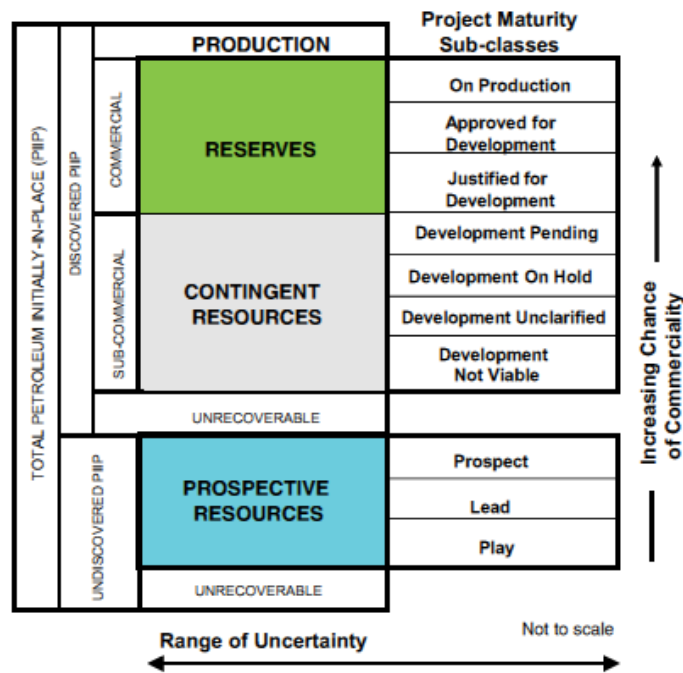 Project Maturity
Sub-classes
PRODUCTION
TOTAL PETROLEUM INITIALLY-IN-PLACE (PIIP)
DISCOVERED PIIP
COMMERCIAL
RESERVES
On Production
Approved for
Development
Justified for
Development
SUB-COMMERCIAL
CONTINGENT
RESOURCES
Development Pending
Development On Hold
Development Unclarified
Development
Not Viable
UNRECOVERABLE
UNDISCOVERED PIIP
PROSPECTIVE
RESOURCES
Prospect
Lead
Play
UNRECOVERABLE
Increasing Chance
of Commerciality
Range of Uncertainty
Not to scale